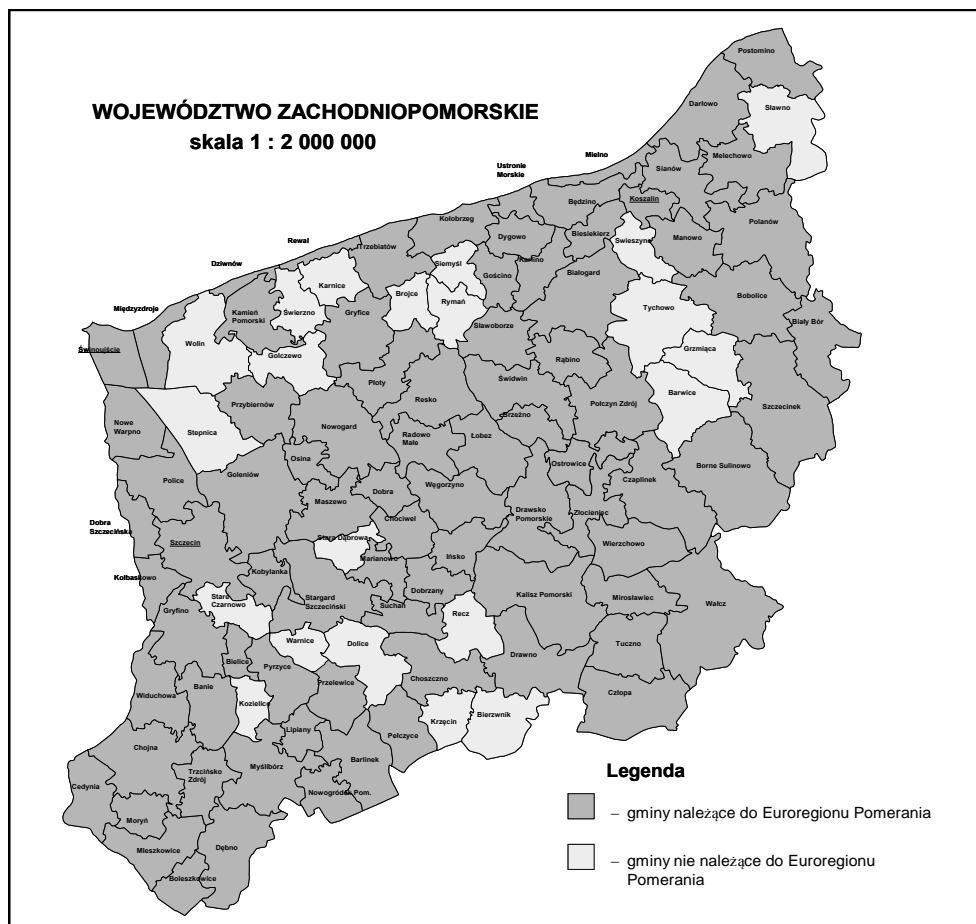 WOJEWÓDZTWO ZACHODNIOPOMORSKIE
skala 1 : 2 000 000
Postomino
Darłowo
Sławno
Mielno
Sianów
Melechowo
Ustronie
Morskie
Będzino
Koszalin
Kołobrzeg
Dygowo
Biesiekierz
Swieszyno
Manowo
Polanów
Rewal
Trzebiatów
Siemyśl
Gościno
Karlino
Białogard
Dziwnów
Karnice
Brojce
Rymań
Tychowo
Bobolice
Międzyzdroje
Kamień
Pomorski
Świerzno
Gryfice
Sławoborze
Biały Bór
Świnoujście
Wolin
Golczewo
Rąbino
Grzmiąca
Płoty
Resko
Świdwin
Połczyn Zdrój
Barwice
Szczecinek
Nowe
Warpno
Stepnica
Przybiernów
Nowogard
Radowo
Małe
Łobez
Brzeżno
Osina
Goleniów
Ostrowice
Borne Sulinowo
Police
Węgorzyno
Czaplinek
Maszewo
Dobra
Drawsko
Pomorskie
Złocieniec
Chociwel
Dobra
Szczecińska
Szczecin
Stara Dąbrowa
Marianowo
Ińsko
Wierzchowo
Kobylanka
Kołbaskowo
Stargard
Szczeciński
Suchań
Dobrzany
Kalisz Pomorski
Mirosławiec
Wałcz
Gryfino
Stare
Czarnowo
Recz
Warnice
Dolice
Drawno
Tuczno
Bielice
Pyrzyce
Choszczno
Widuchowa
Banie
Kozielice
Przelewice
Człopa
Krzęcin
Bierzwnik
Lipiany
Pełczyce
Chojna
Myślibórz
Barlinek
Trzcińsko
Zdrój
Cedynia
Nowogródek Pom.
Moryń
Mleszkowice
Dębno
Boleszkowice
Legenda
– gminy należące do Euroregionu Pomerania
– gminy nie należące do Euroregionu
Pomerania